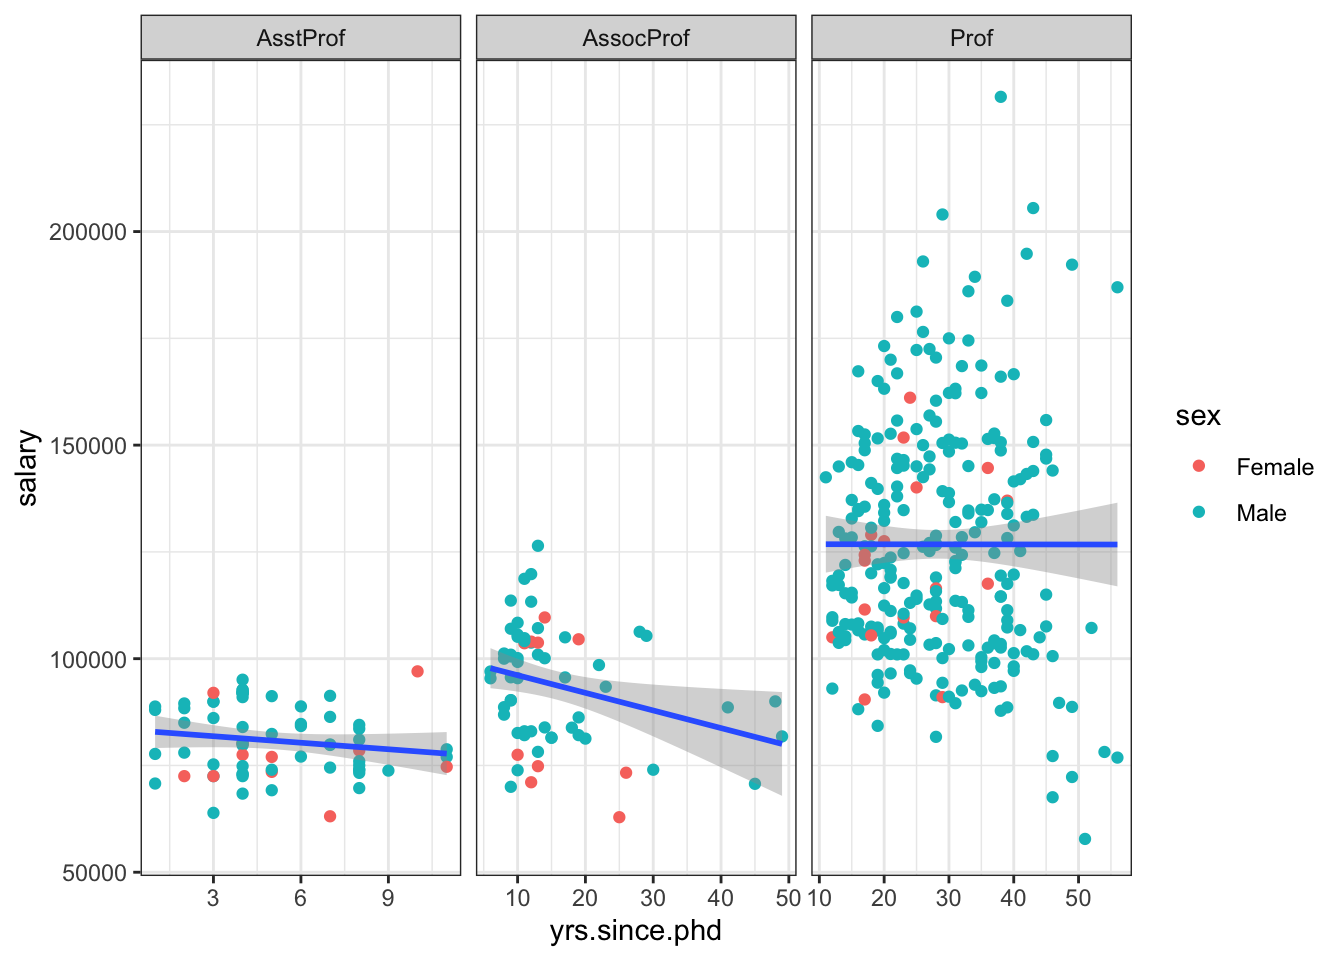 AsstProf AssocProf Prof
200000
150000
100000
50000
salary
3 6 9 10 20 30 40 50 10 20 30 40 50
yrs.since.phd
sex
Female
Male